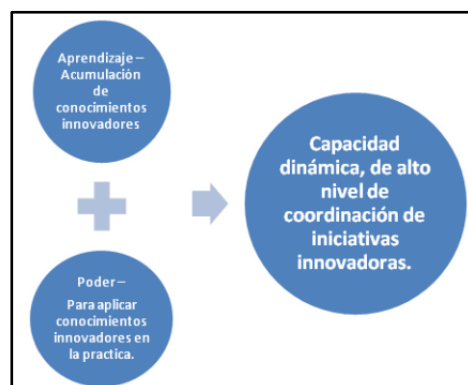 Aprendizaje –
Acumulación
de
conocimientos
innovadores
Poder –
Para aplicar
conocimientos
innovadores en
la practica.
Capacidad
dinámica, de alto
nivel de
coordinación de
iniciativas
innovadoras.